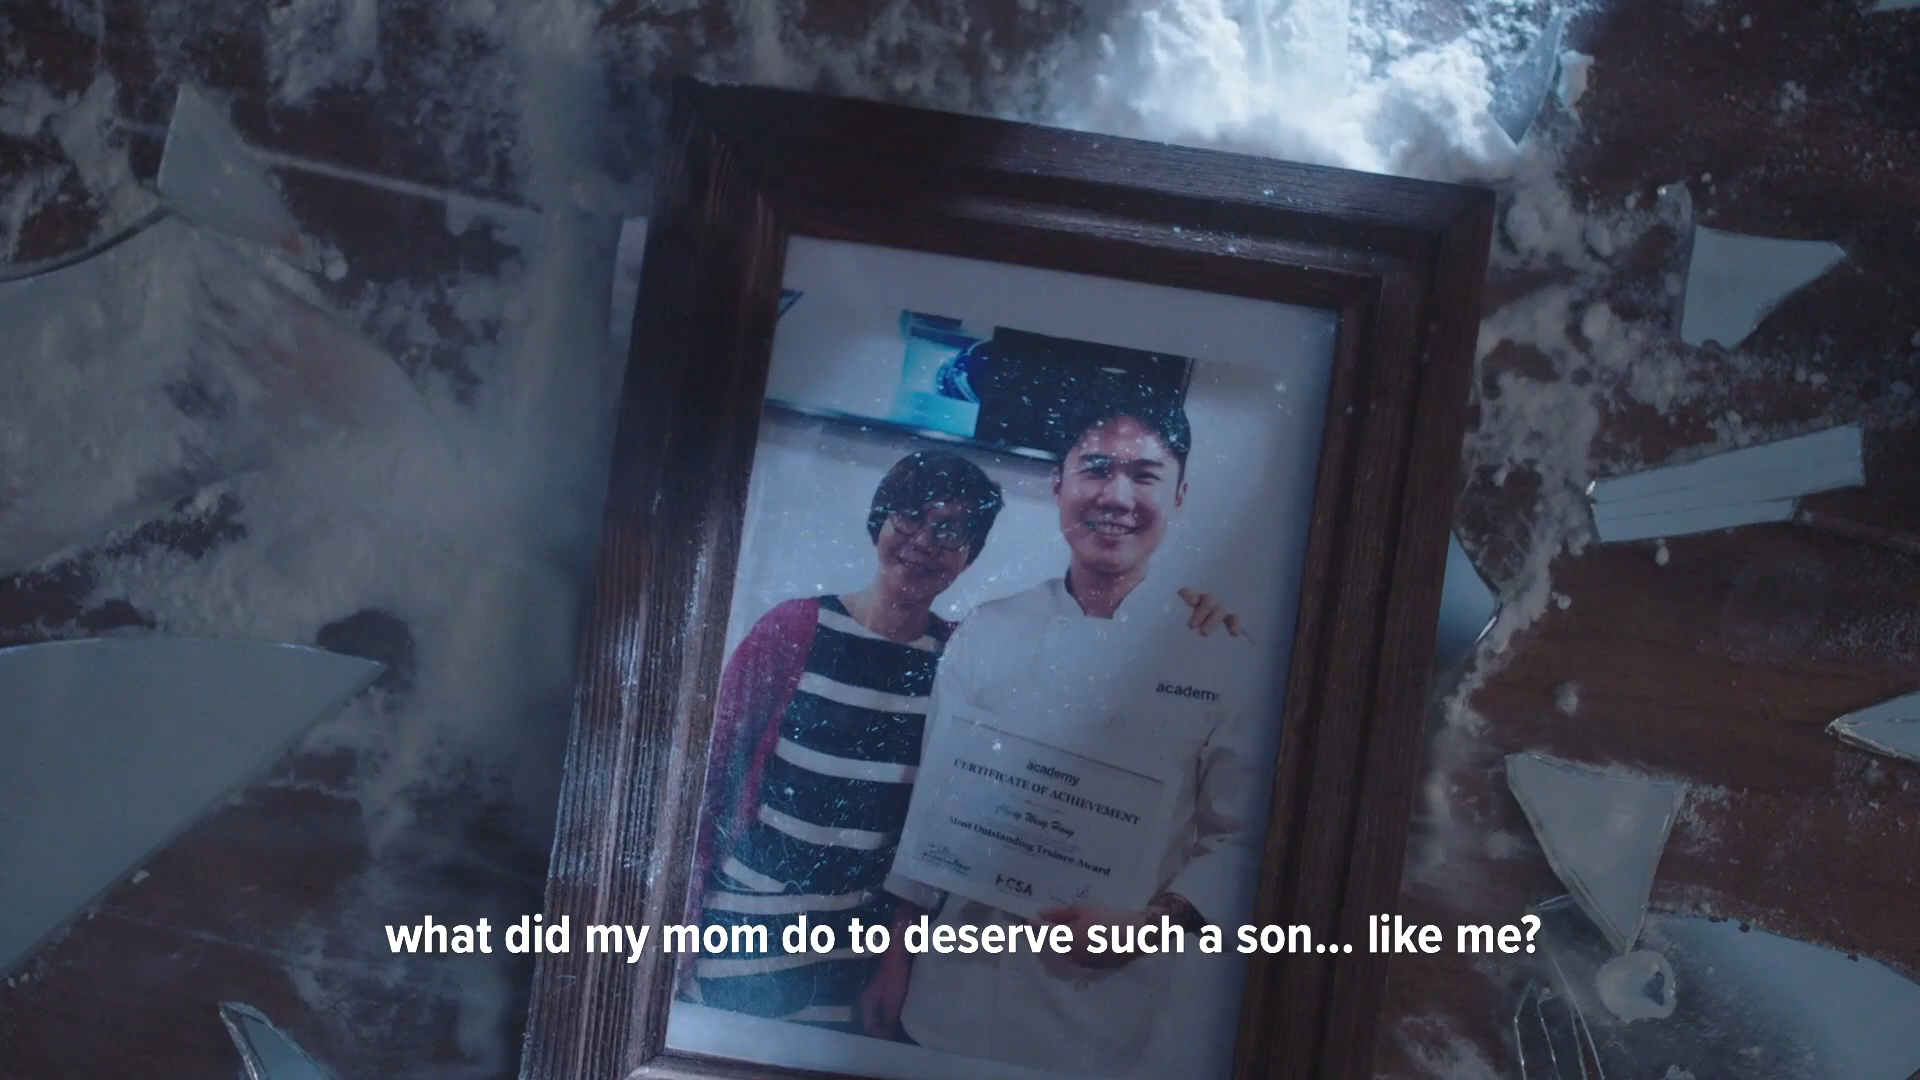 academy
academy
CERTIFICATE OF ACHIEVEMENT
Most Outstanding Trainee Award
HCSA
what did my mom do to deserve such a son... like me?